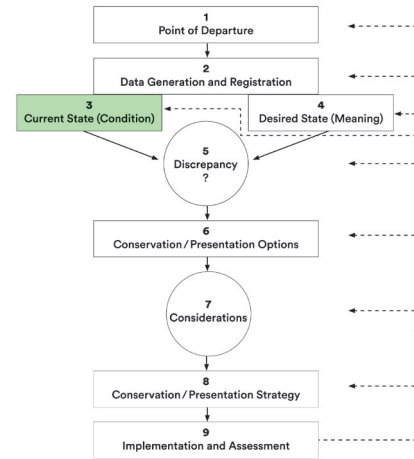 1
Point of Departure
2
Data Generation and Registration
3
Current State (Condition)
4
Desired State (Meaning)
5
Discrepancy
?
6
Conservation / Presentation Options
7
Considerations
8
Conservation / Presentation Strategy
9
Implementation and Assessment